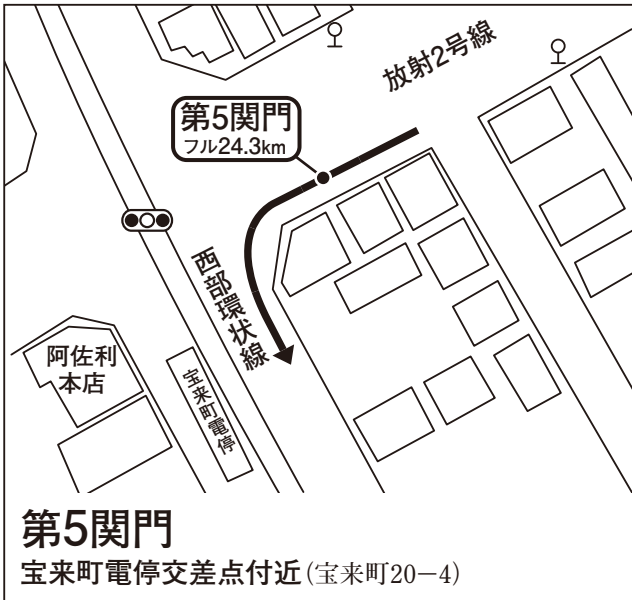 放射2号線
第5関門
フル24.3km
西部環状線
阿佐利
本店
宝来町電停
第5関門
宝来町電停交差点付近(宝来町20−4)